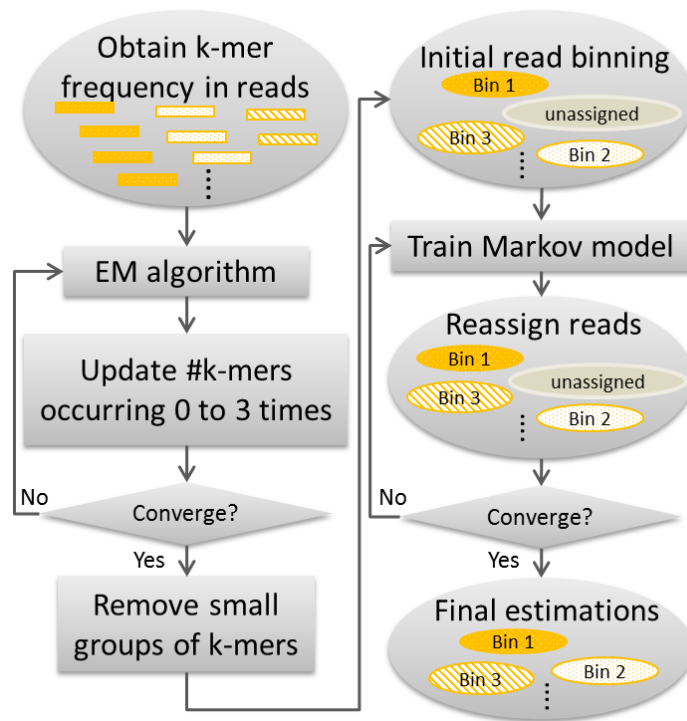 Obtain k-mer
frequency in reads
EM algorithm
Update #k-mers
occurring 0 to 3 times
No
Converge?
Yes
Remove small
groups of k-mers
Initial read binning
Bin 1
unassigned
Bin 3
Bin 2
Train Markov model
Reassign reads
Bin 1
unassigned
Bin 3
Bin 2
No
Converge?
Yes
Final estimations
Bin 1
Bin 3
Bin 2